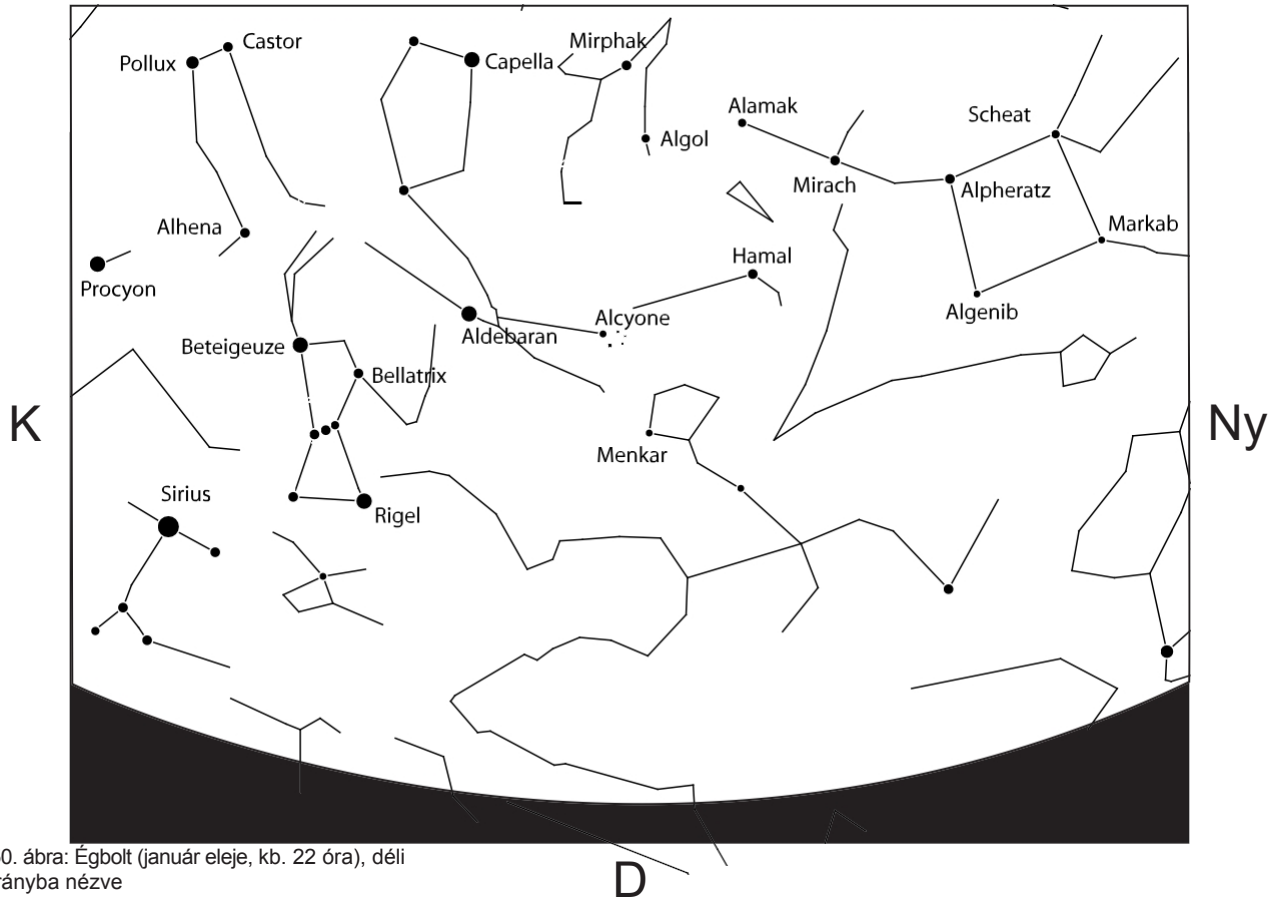 Castor
Pollux
Capella
Mirphak
Alamak
Scheat
Algol
Mirach
Alpheratz
Alhena
Markab
Procyon
Hamal
Algenib
Alcyone
Aldebaran
Beteigeuze
Bellatrix
K
Ny
Menkar
Sirius
Rigel
0. ábra: Égbolt (január eleje, kb. 22 óra), déli
rányba nézve
D